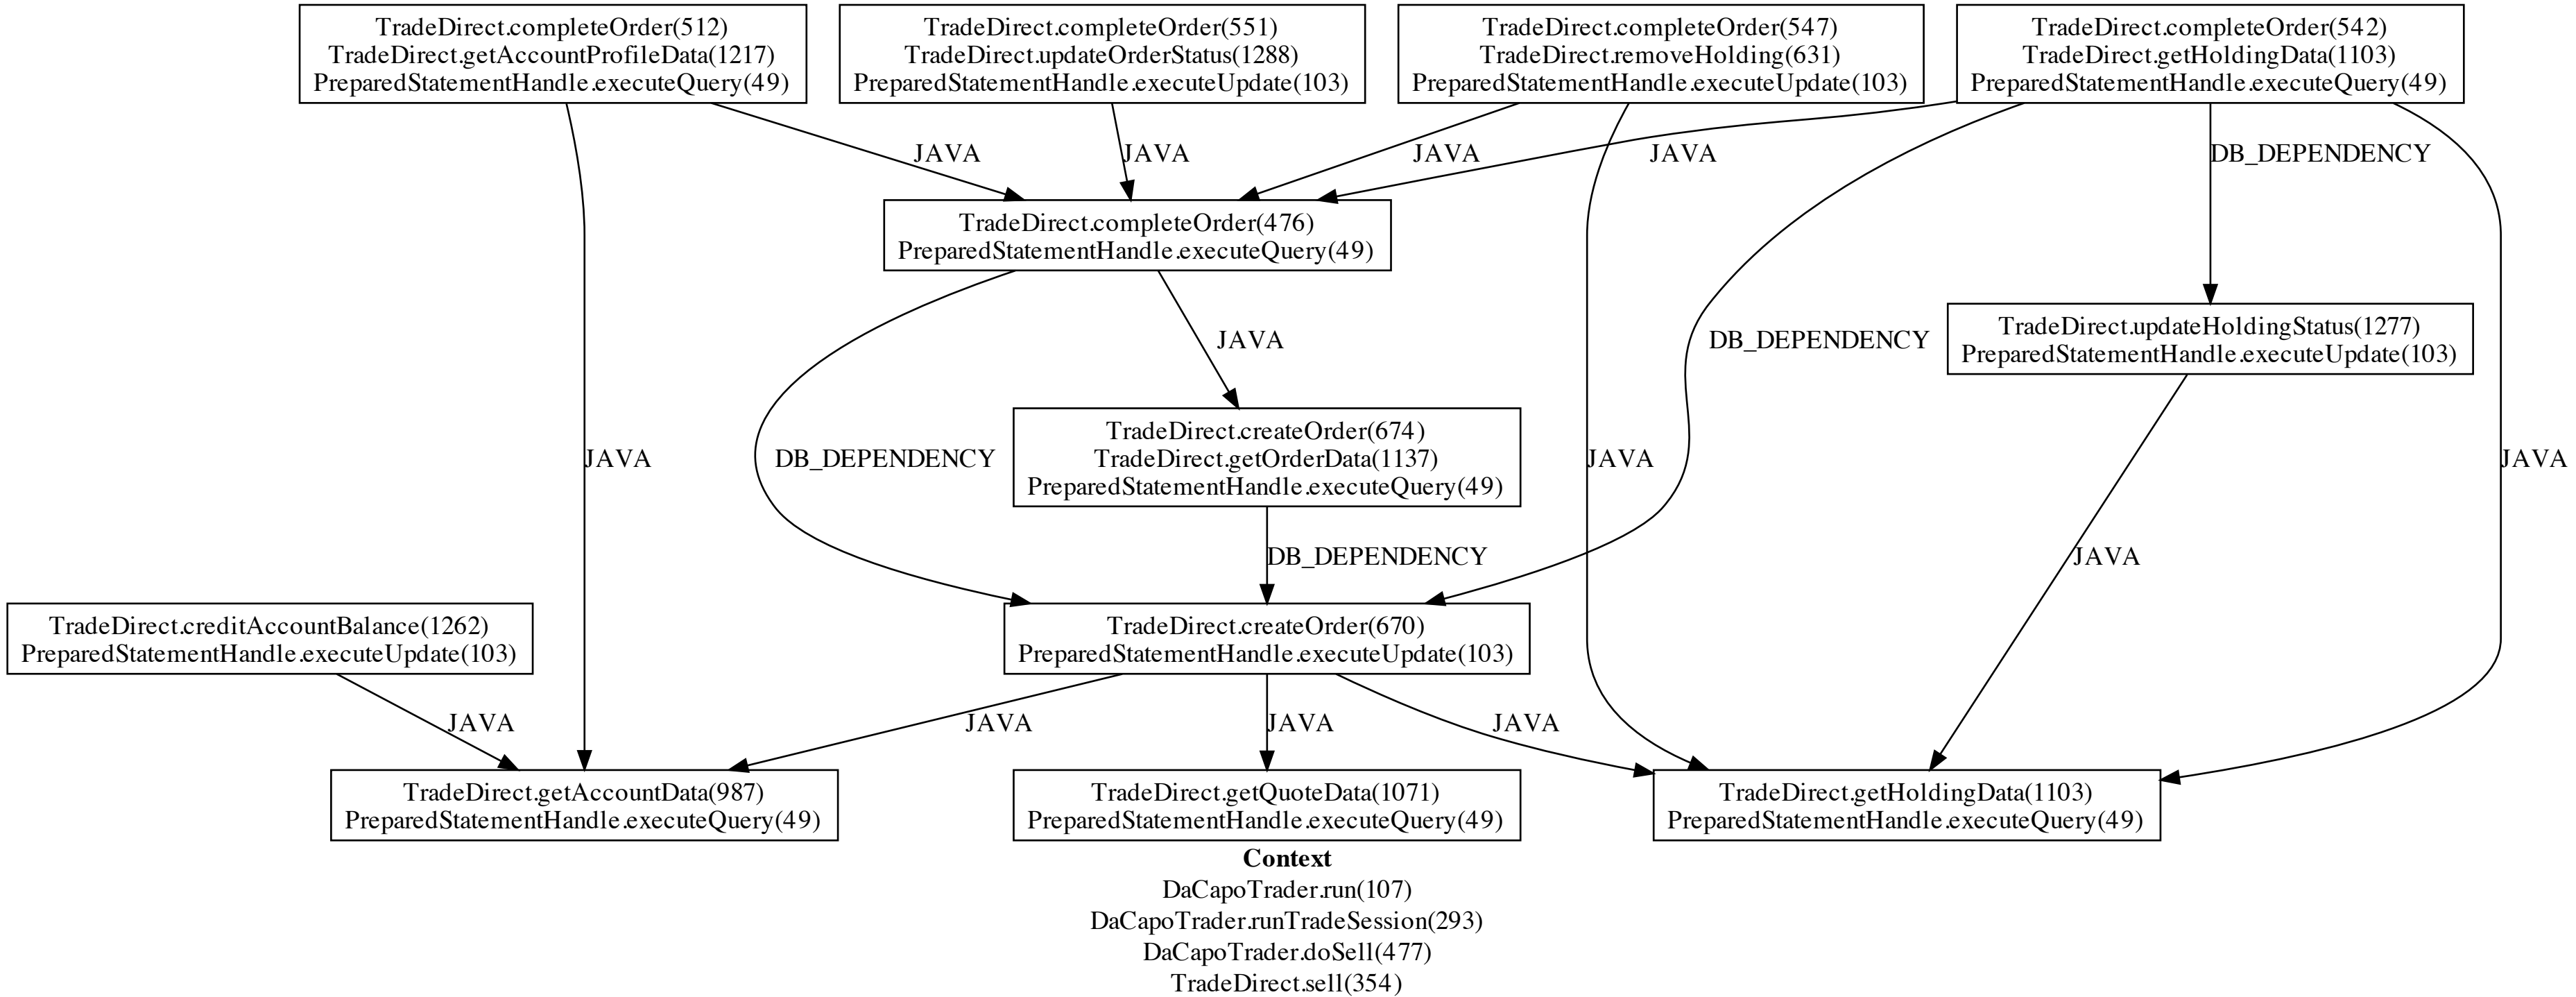 TradeDirect.completeOrder(512)
TradeDirect.getAccountProfileData(1217)
PreparedStatementHandle.executeQuery(49)
TradeDirect.completeOrder(551)
TradeDirect.updateOrderStatus(1288)
PreparedStatementHandle.executeUpdate(103)
TradeDirect.completeOrder(547)
TradeDirect.removeHolding(631)
PreparedStatementHandle.executeUpdate(103)
TradeDirect.completeOrder(542)
TradeDirect.getHoldingData(1103)
PreparedStatementHandle.executeQuery(49)
JAVA
JAVA
JAVA
JAVA
DB_DEPENDENCY
TradeDirect.completeOrder(476)
PreparedStatementHandle.executeQuery(49)
JAVA
DB_DEPENDENCY
TradeDirect.updateHoldingStatus(1277)
PreparedStatementHandle.executeUpdate(103)
JAVA
DB_DEPENDENCY
TradeDirect.createOrder(674)
TradeDirect.getOrderData(1137)
PreparedStatementHandle.executeQuery(49)
JAVA
JAVA
DB_DEPENDENCY
JAVA
TradeDirect.creditAccountBalance(1262)
PreparedStatementHandle.executeUpdate(103)
TradeDirect.createOrder(670)
PreparedStatementHandle.executeUpdate(103)
JAVA
JAVA
JAVA
JAVA
TradeDirect.getAccountData(987)
PreparedStatementHandle.executeQuery(49)
TradeDirect.getQuoteData(1071)
PreparedStatementHandle.executeQuery(49)
TradeDirect.getHoldingData(1103)
PreparedStatementHandle.executeQuery(49)
Context
DaCapoTrader.run(107)
DaCapoTrader.runTradeSession(293)
DaCapoTrader.doSell(477)
TradeDirect.sell(354)